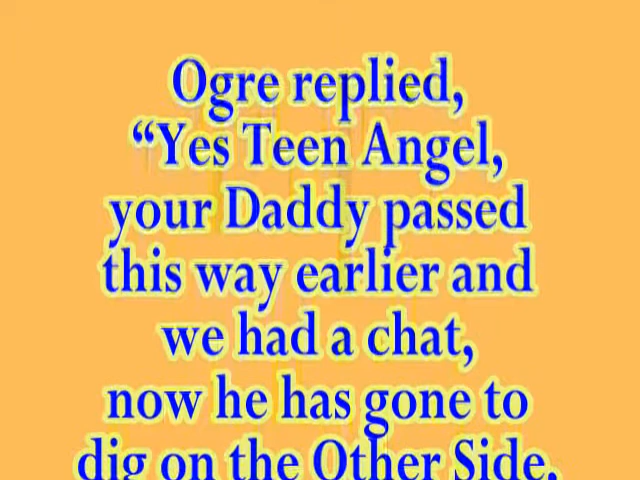 Ogre replied,
“Yes Teen Angel,
your Daddy passed
this way earlier and
we had a chat,
now he has gone to
dig on the Other Side.